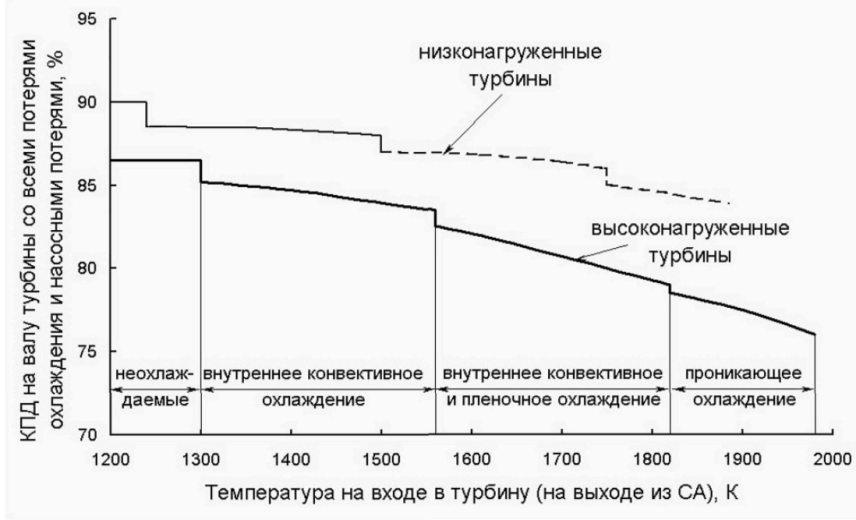 КПД на валу турбины со всеми потерями
охлаждения и насосными потерями, %
95
90
85
80
75
70
низконагруженные
турбины
высоконагруженные
турбины
неохлаж-
даемые
внутреннее конвективное
охлаждение
внутреннее конвективное
и пленочное охлаждение
проникающее
охлаждение
1200 1300 1400 1500 1600 1700 1800 1900 2000
Температура на входе в турбину (на выходе из СА), К